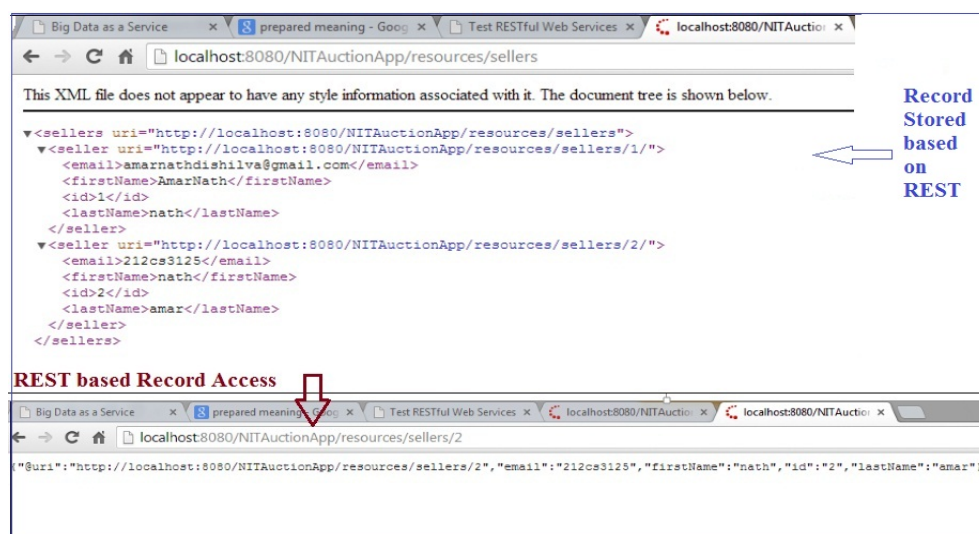 Big Data as a Service × prepared meaning - Goog × Test RESTful Web Services × localhost:8080/NITAuction ×
localhost:8080/NITAuctionApp/resources/sellers
This XML file does not appear to have any style information associated with it. The document tree is shown below.
Record
Stored
based
on
REST
▼<sellers uri="http://localhost:8080/NITAuctionApp/resources/sellers">
▼<seller uri="http://localhost:8080/NITAuctionApp/resources/sellers/1/">
<email>amarnathdishilva@gmail.com</email>
<firstName>AmarNath</firstName>
<id>1</id>
<lastName>nath</lastName>
</seller>
▼<seller uri="http://localhost:8080/NITAuctionApp/resources/sellers/2/">
<email>212cs3125</email>
<firstName>nath</firstName>
<id>2</id>
<lastName>amar</lastName>
</seller>
</sellers>
REST based Record Access
Big Data as a Service × prepared meaning - Goog × Test RESTful Web Services × localhost:8080/NITAuction × localhost:8080/NITAuction ×
localhost:8080/NITAuctionApp/resources/sellers/2
{"@uri":"http://localhost:8080/NITAuctionApp/resources/sellers/2","email":"212cs3125","firstName":"nath","id":"2","lastName":"amar"}